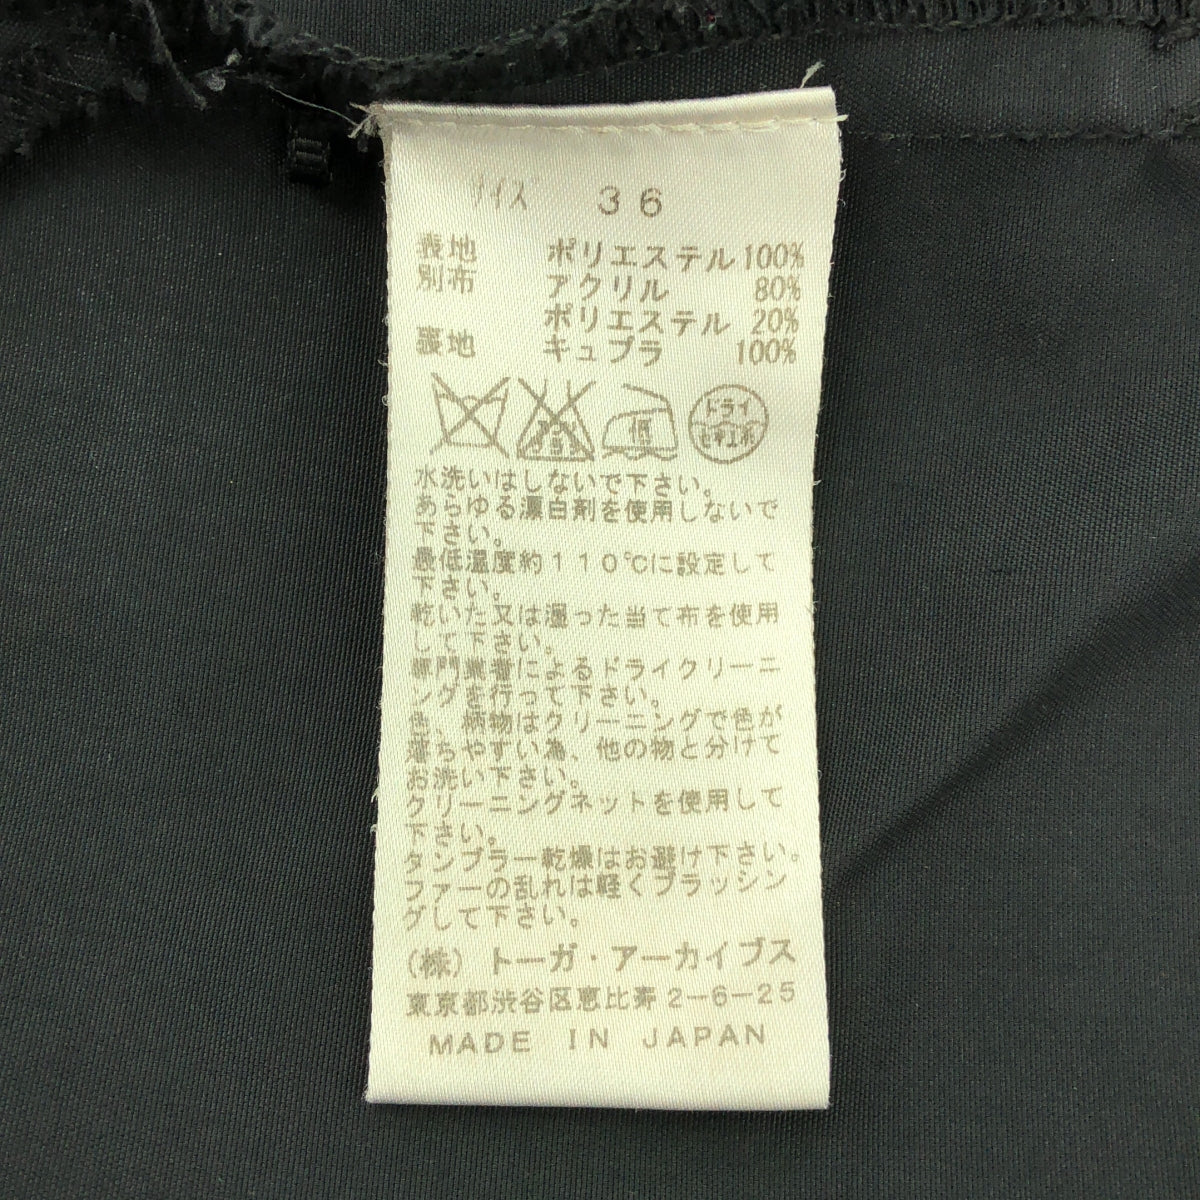 サイズ 36
表地 ポリエステル 100%
別布 アクリル 80%
ポリエステル 20%
裏地 キュプラ 100%
低 ドライ
セキユ系
水洗いはしないで下さい。
あらゆる漂白剤を使用しないで
下さい。
最低温度約110℃に設定して
下さい。
乾いた又は湿った当て布を使用
して下さい。
専門業者によるドライクリーニ
ングを行って下さい。
色、柄物はクリーニングで色が
落ちやすい為、他の物と分けて
お洗い下さい。
クリーニングネットを使用して
下さい。
タンブラー乾燥はお避け下さい。
ファーの乱れは軽くブラッシン
グして下さい。
(株) トーガ・アーカイブス
東京都渋谷区恵比寿2-6-25
MADE IN JAPAN